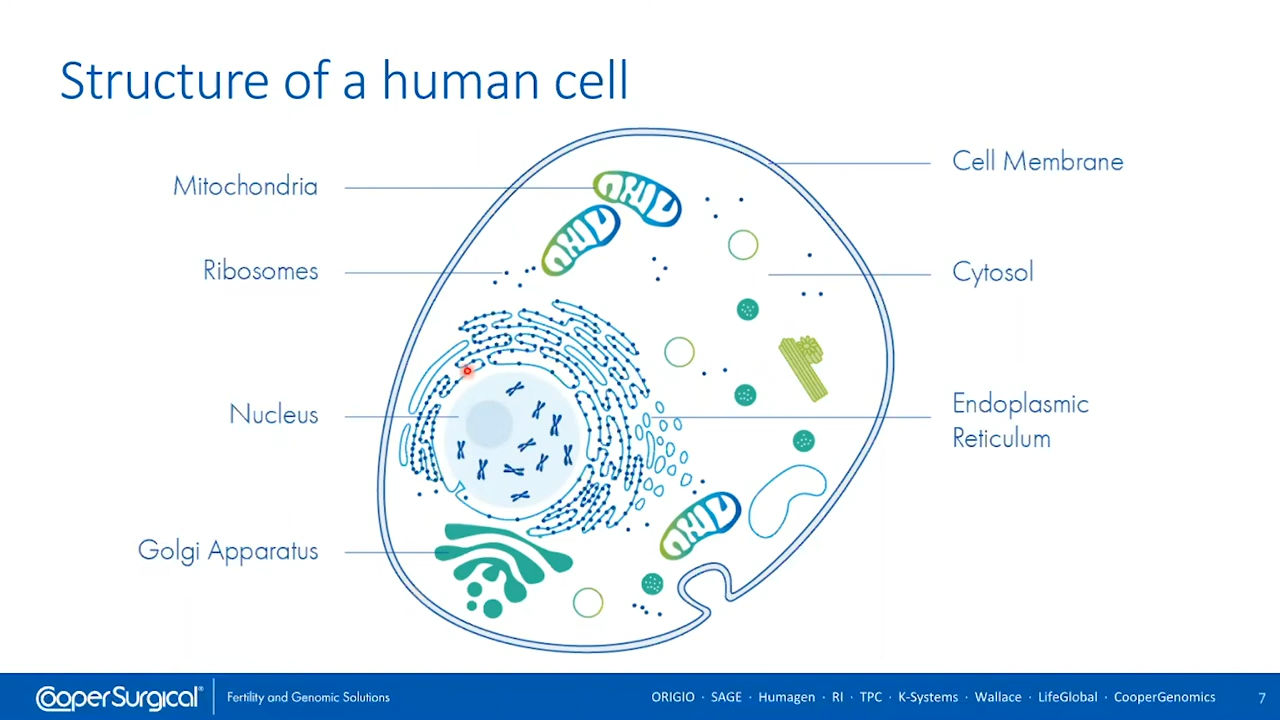 Structure of a human cell
Mitochondria
Cell Membrane
Ribosomes
Cytosol
Nucleus
Endoplasmic
Reticulum
Golgi Apparatus
CooperSurgical® Fertility and Genomic Solutions
ORIGIO · SAGE · Humagen · RI · TPC · K-Systems · Wallace · LifeGlobal · CooperGenomics 7